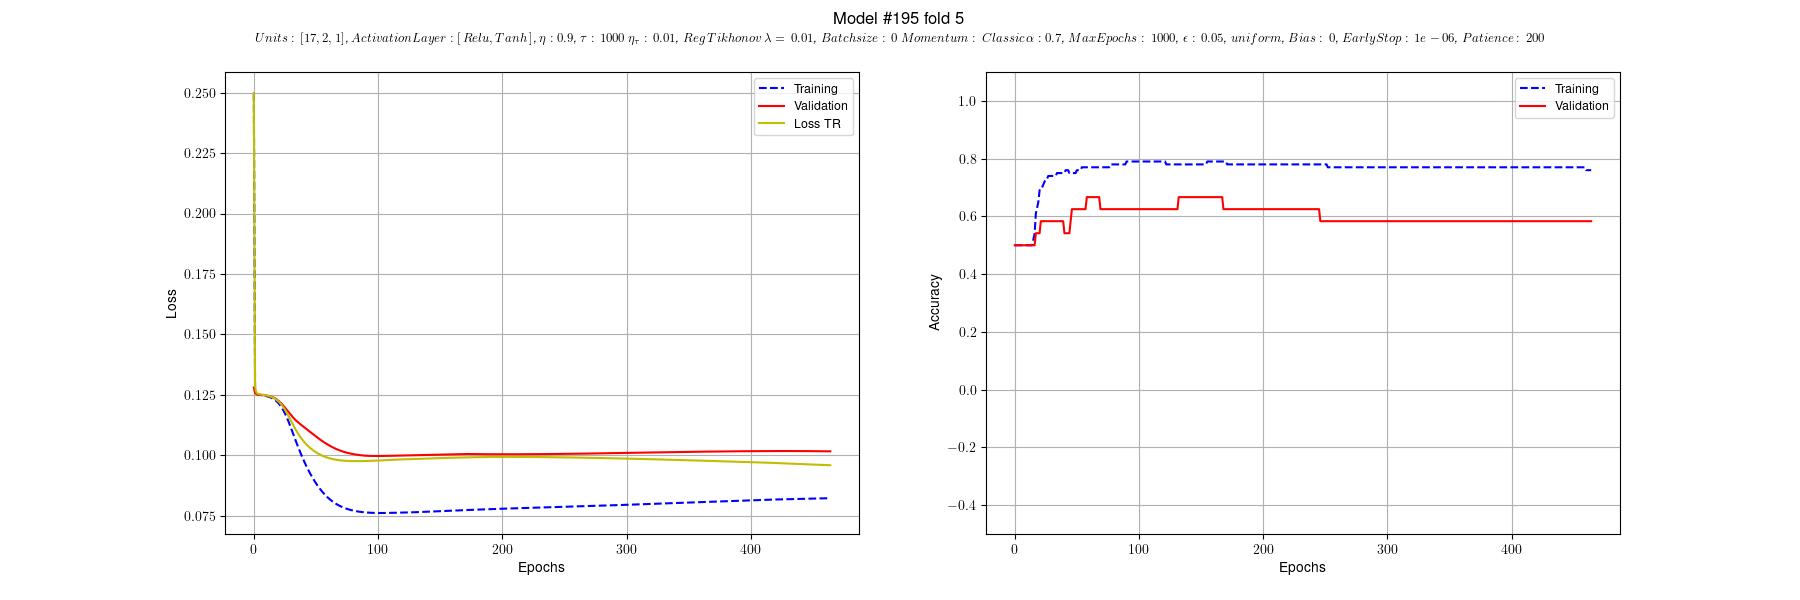 Model #195 fold 5
Units : [17, 2, 1], ActivationLayer : [ Relu, Tanh], η : 0.9, τ : 1000 ητ : 0.01, RegTikhonov λ = 0.01, Batchsize : 0 Momentum : Classicα : 0.7, MaxEpochs : 1000, ϵ : 0.05, uniform, Bias : 0, EarlyStop : 1e − 06, Patience : 200
Training
Validation
Loss TR
0.250
0.225
0.200
0.175
0.150
0.125
0.100
0.075
Loss
0 100 200 300 400
Epochs
Training
Validation
1.0
0.8
0.6
0.4
0.2
0.0
−0.2
−0.4
Accuracy
0 100 200 300 400
Epochs